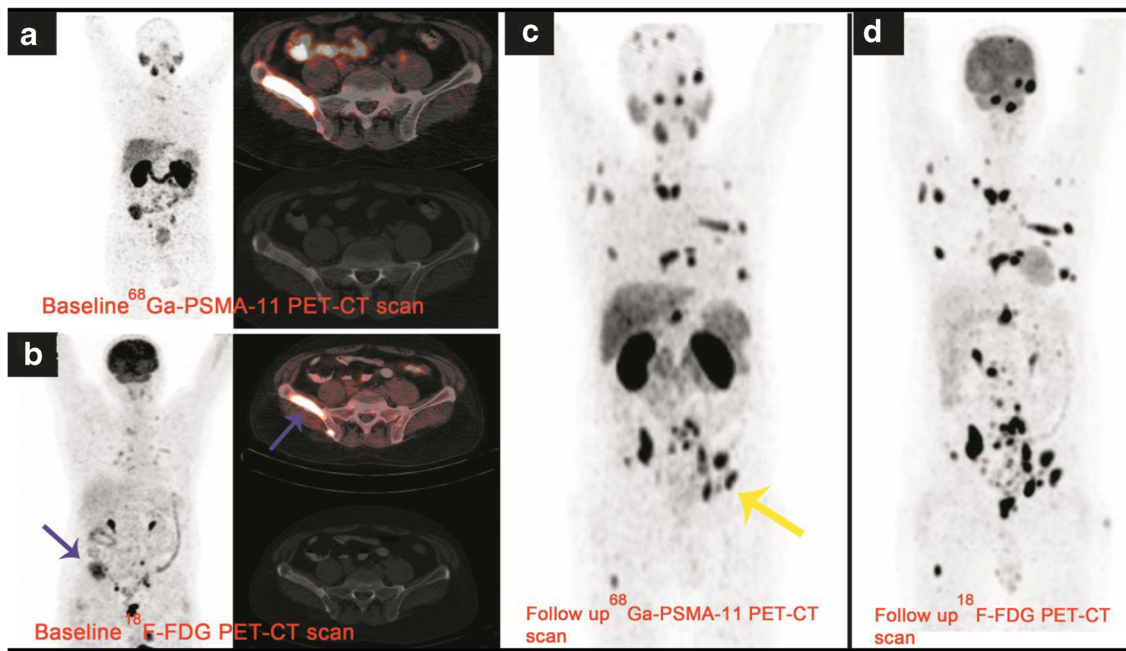 a
Baseline 68Ga-PSMA-11 PET-CT scan
b
Baseline 18F-FDG PET-CT scan
c
Follow up 68Ga-PSMA-11 PET-CT
scan
d
Follow up 18 F-FDG PET-CT
scan